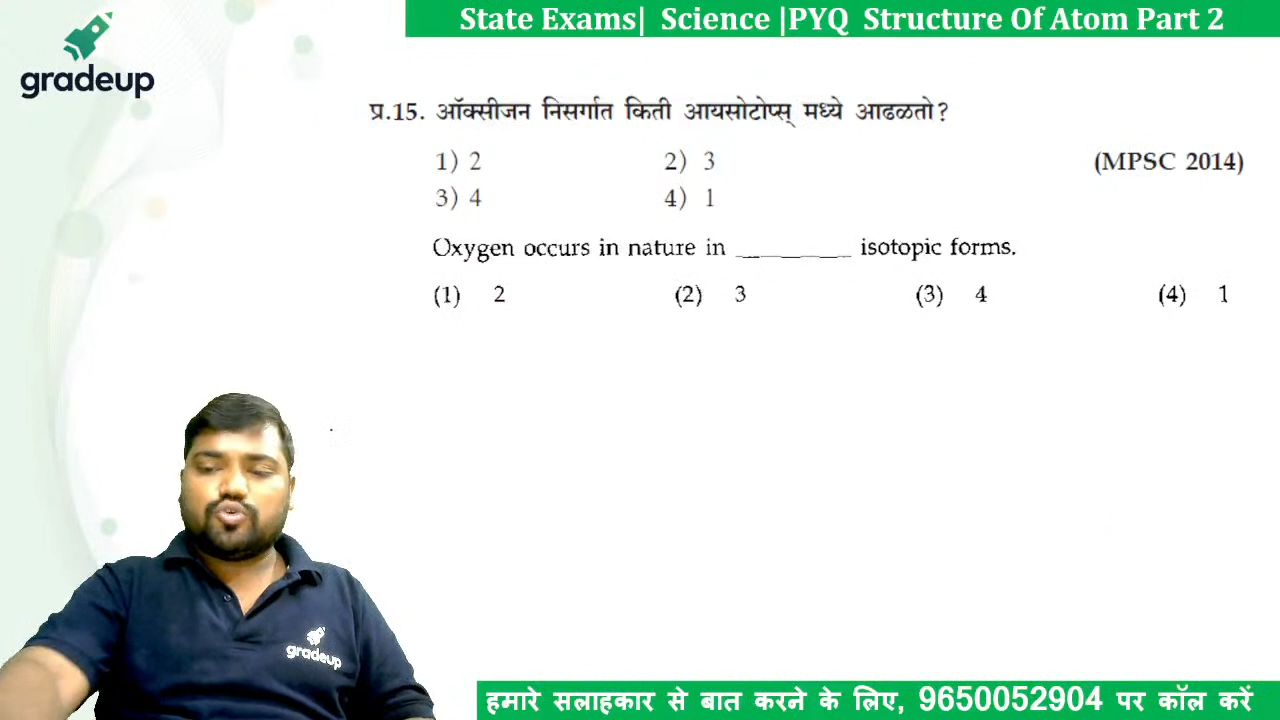 State Exams| Science |PYQ Structure Of Atom Part 2
gradeup
प्र.15. ऑक्सीजन निसर्गात किती आयसोटोप्स् मध्ये आढळतो?
1) 2 2) 3 (MPSC 2014)
3) 4 4) 1
Oxygen occurs in nature in ________ isotopic forms.
(1) 2 (2) 3 (3) 4 (4) 1
gradeup
हमारे सलाहकार से बात करने के लिए, 9650052904 पर कॉल करें